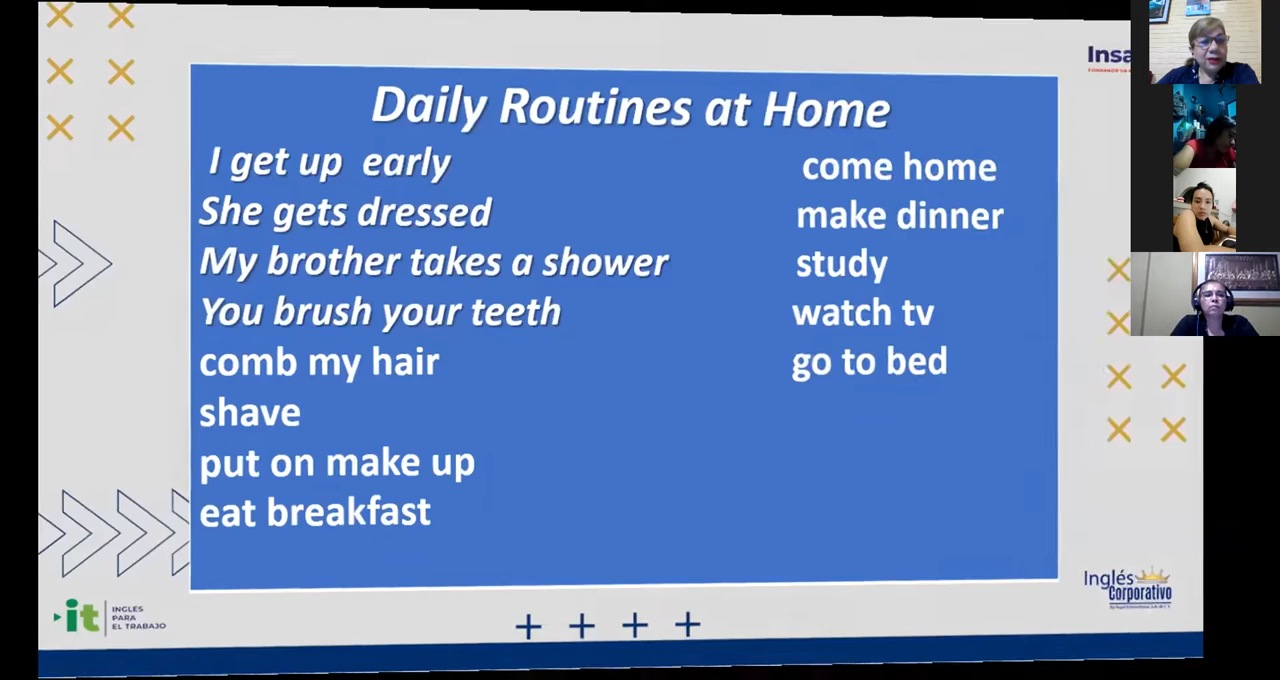 Daily Routines at Home
I get up early
She gets dressed
My brother takes a shower
You brush your teeth
comb my hair
shave
put on make up
eat breakfast
come home
make dinner
study
watch tv
go to bed
Insa
it
INGLÉS
PARA
EL TRABAJO
Inglés
Corporativo